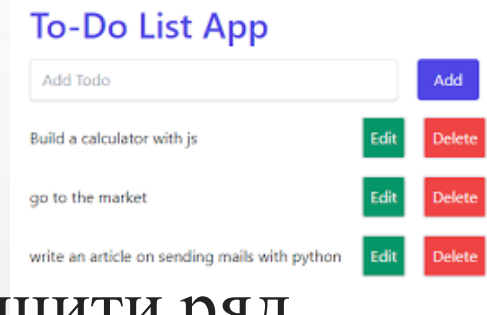 To-Do List App
Add Todo Add
Build a calculator with js Edit Delete
go to the market Edit Delete
write an article on sending mails with python Edit Delete
ряд